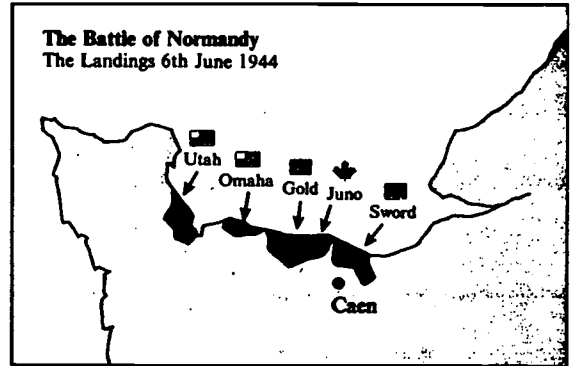 The Battle of Normandy
The Landings 6th June 1944
Utah
Omaha
Gold
Juno
Sword
Caen